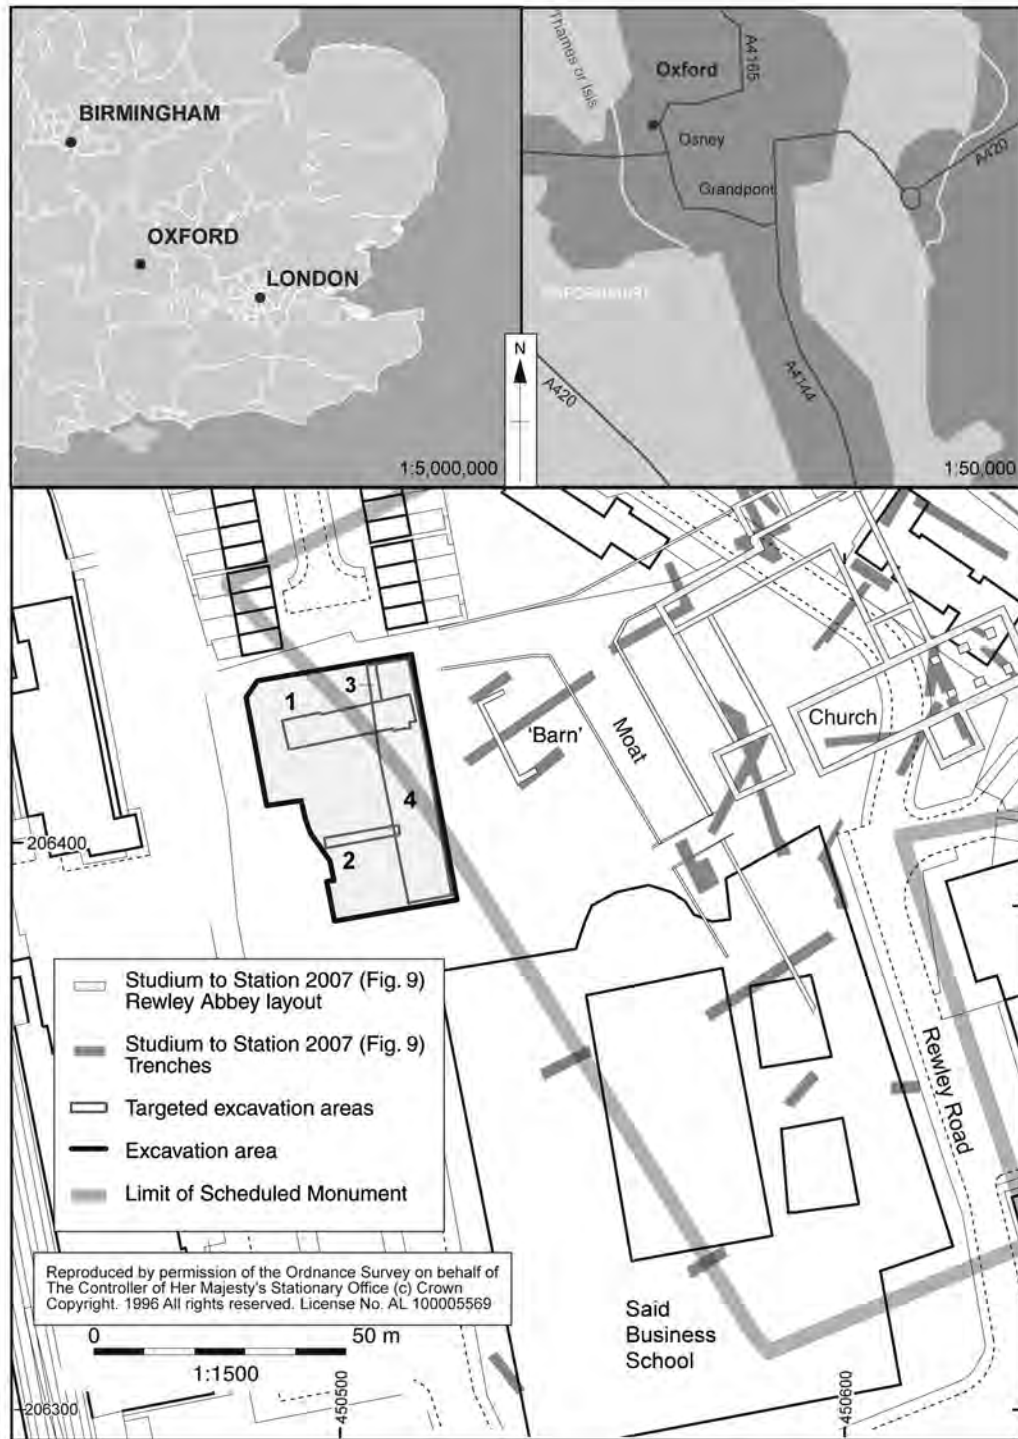 BIRMINGHAM
OXFORD
LONDON
1:5,000,000
Thames or Isis
Oxford
A4165
Osney
Grandpont
A420
A4144
A420
1:50,000
N
1
3
'Barn'
Moat
Church
4
2
206400
Studium to Station 2007 (Fig. 9)
Rewley Abbey layout
Studium to Station 2007 (Fig. 9)
Trenches
Targeted excavation areas
Excavation area
Limit of Scheduled Monument
Rewley Road
Reproduced by permission of the Ordnance Survey on behalf of
The Controller of Her Majesty's Stationary Office (c) Crown
Copyright. 1996 All rights reserved. License No. AL 100005569
0 50 m
1:1500
Said
Business
School
206300
450500
450600